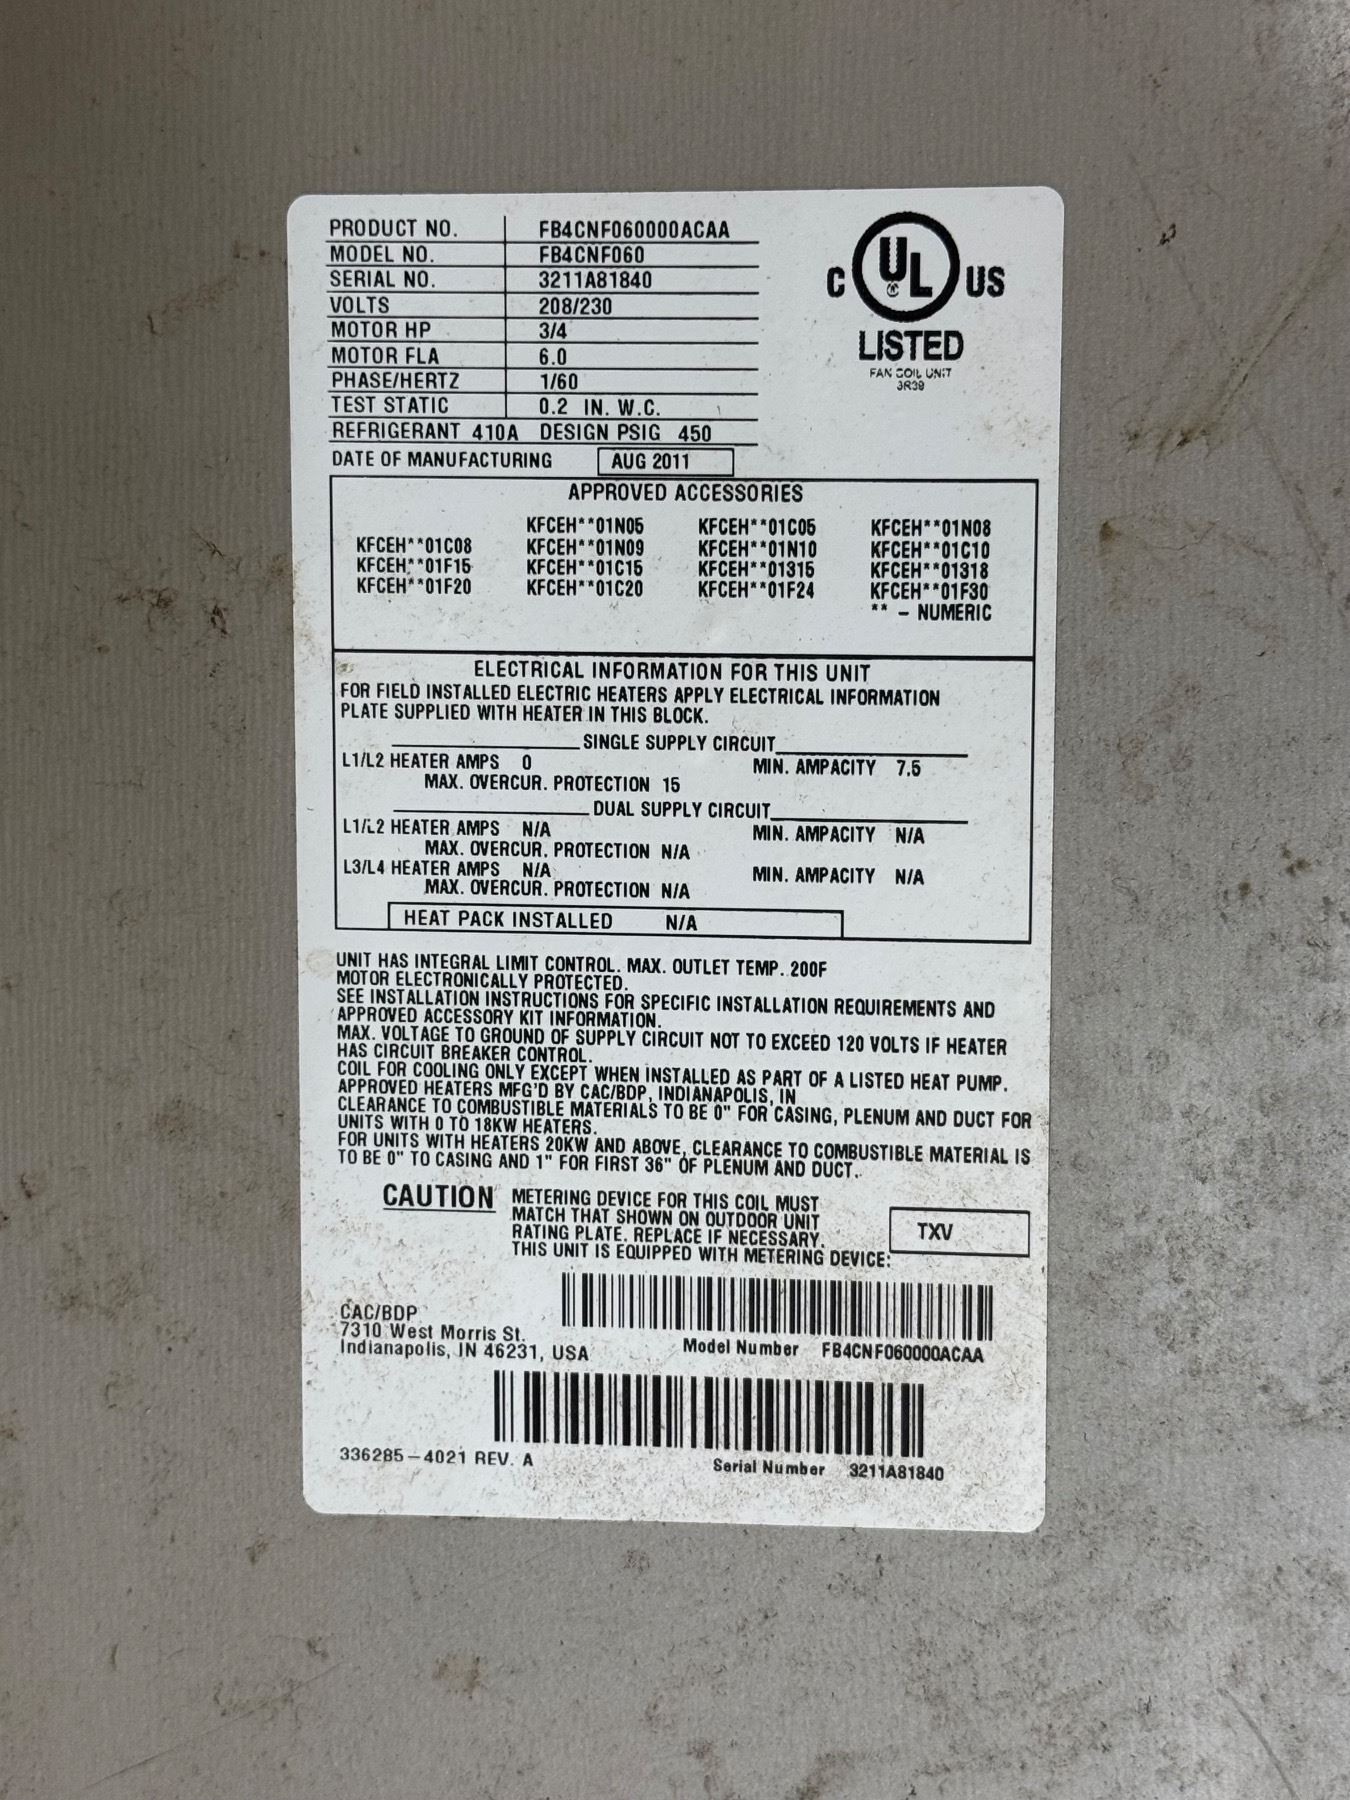 PRODUCT NO. FB4CNF060000ACAA
MODEL NO. FB4CNF060
SERIAL NO. 3211A81840
VOLTS 208/230
MOTOR HP 3/4
MOTOR FLA 6.0
PHASE/HERTZ 1/60
TEST STATIC 0.2 IN. W.C.
REFRIGERANT 410A DESIGN PSIG 450
DATE OF MANUFACTURING AUG 2011
C UL US
LISTED
FAN COIL UNIT
3R39
APPROVED ACCESSORIES
KFCEH**01N05 KFCEH**01C05 KFCEH**01N08
KFCEH**01C08 KFCEH**01N09 KFCEH**01N10 KFCEH**01C10
KFCEH**01F15 KFCEH**01C15 KFCEH**01315 KFCEH**01318
KFCEH**01F20 KFCEH**01C20 KFCEH**01F24 KFCEH**01F30
** – NUMERIC
ELECTRICAL INFORMATION FOR THIS UNIT
FOR FIELD INSTALLED ELECTRIC HEATERS APPLY ELECTRICAL INFORMATION
PLATE SUPPLIED WITH HEATER IN THIS BLOCK.
SINGLE SUPPLY CIRCUIT
L1/L2 HEATER AMPS 0 MIN. AMPACITY 7.5
MAX. OVERCUR. PROTECTION 15
DUAL SUPPLY CIRCUIT
L1/L2 HEATER AMPS N/A MIN. AMPACITY N/A
MAX. OVERCUR. PROTECTION N/A
L3/L4 HEATER AMPS N/A MIN. AMPACITY N/A
MAX. OVERCUR. PROTECTION N/A
HEAT PACK INSTALLED N/A
UNIT HAS INTEGRAL LIMIT CONTROL. MAX. OUTLET TEMP. 200F
MOTOR ELECTRONICALLY PROTECTED.
SEE INSTALLATION INSTRUCTIONS FOR SPECIFIC INSTALLATION REQUIREMENTS AND
APPROVED ACCESSORY KIT INFORMATION.
MAX. VOLTAGE TO GROUND OF SUPPLY CIRCUIT NOT TO EXCEED 120 VOLTS IF HEATER
HAS CIRCUIT BREAKER CONTROL.
COIL FOR COOLING ONLY EXCEPT WHEN INSTALLED AS PART OF A LISTED HEAT PUMP.
APPROVED HEATERS MFG'D BY CAC/BDP, INDIANAPOLIS, IN
CLEARANCE TO COMBUSTIBLE MATERIALS TO BE 0" FOR CASING, PLENUM AND DUCT FOR
UNITS WITH 0 TO 18KW HEATERS.
FOR UNITS WITH HEATERS 20KW AND ABOVE, CLEARANCE TO COMBUSTIBLE MATERIAL IS
TO BE 0" TO CASING AND 1" FOR FIRST 36" OF PLENUM AND DUCT.
CAUTION METERING DEVICE FOR THIS COIL MUST
MATCH THAT SHOWN ON OUTDOOR UNIT
RATING PLATE. REPLACE IF NECESSARY.
THIS UNIT IS EQUIPPED WITH METERING DEVICE: TXV
CAC/BDP
7310 West Morris St.
Indianapolis, IN 46231, USA
Model Number FB4CNF060000ACAA
336285–4021 REV. A
Serial Number 3211A81840